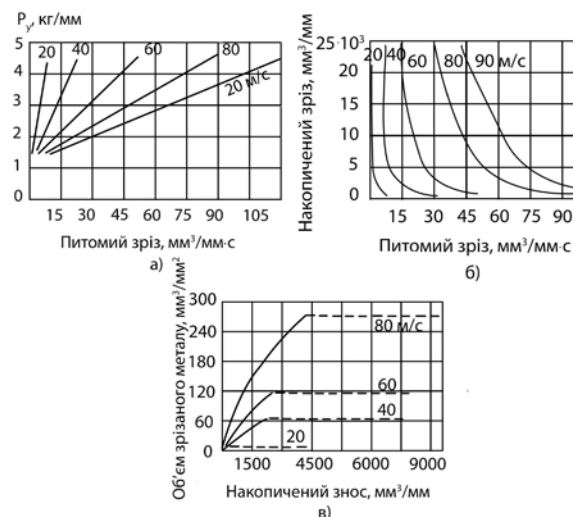 P_y, кг/мм
20 40 60 80
20 м/с
5
4
3
2
1
0
15 30 45 60 75 90 105
Питомий зріз, мм³/мм·с
а)
Накопичений зріз, мм³/мм
25·10³
20
15
10
5
0
20 40 60 80 90 м/с
15 30 45 60 75 90
Питомий зріз, мм³/мм·с
б)
Об'єм зрізаного металу, мм³/мм²
300
240
180
120
60
0
80 м/с
60
40
20
1500 4500 6000 9000
Накопичений знос, мм³/мм
в)